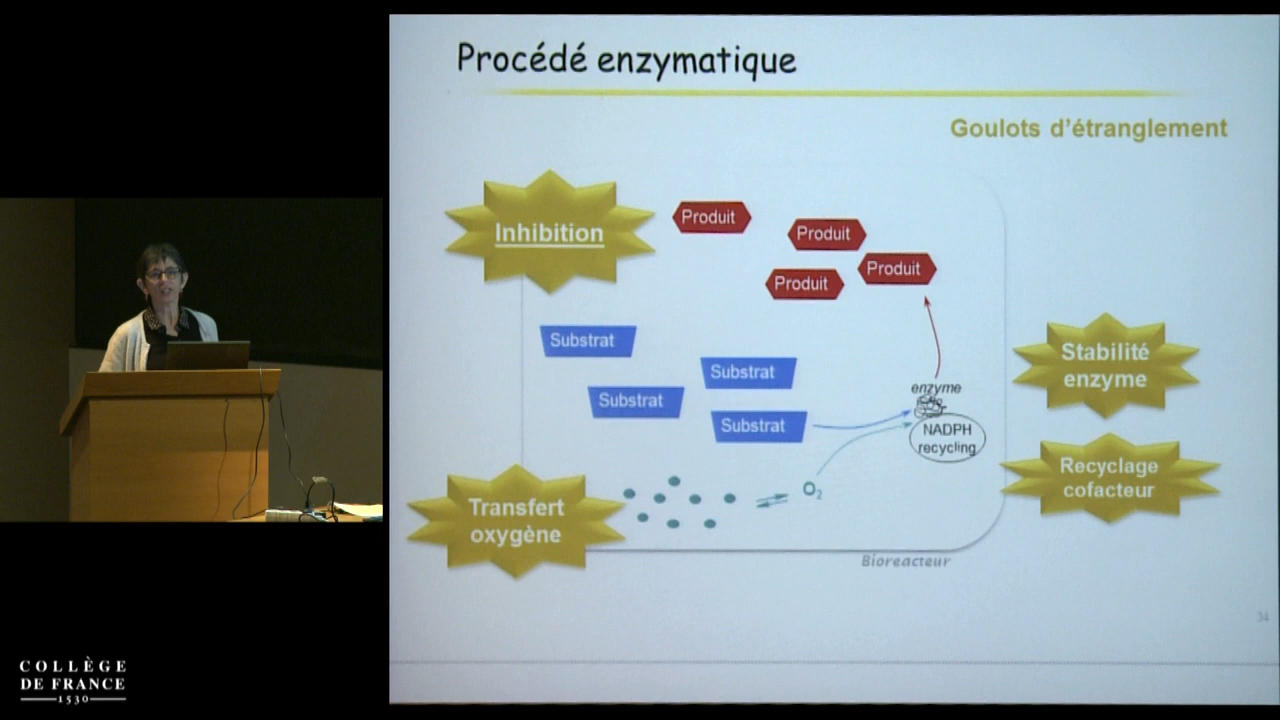 Procédé enzymatique
Goulots d'étranglement
Inhibition
Produit
Produit
Produit
Produit
Substrat
Substrat
Substrat
Substrat
Stabilité
enzyme
enzyme
NADPH
recycling
Recyclage
cofacteur
Transfert
oxygène
O₂
Bioreacteur
34
COLLÈGE
DE FRANCE
1530